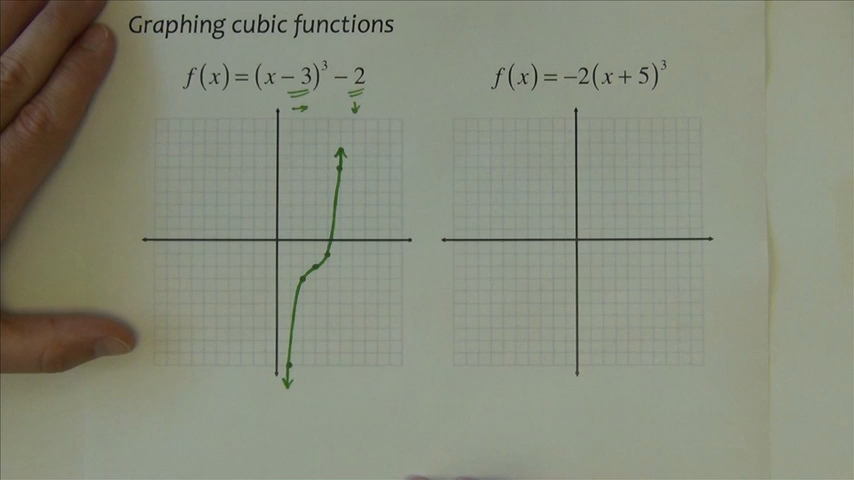 Graphing cubic functions
f(x) = (x − 3)³ − 2
f(x) = −2(x + 5)³